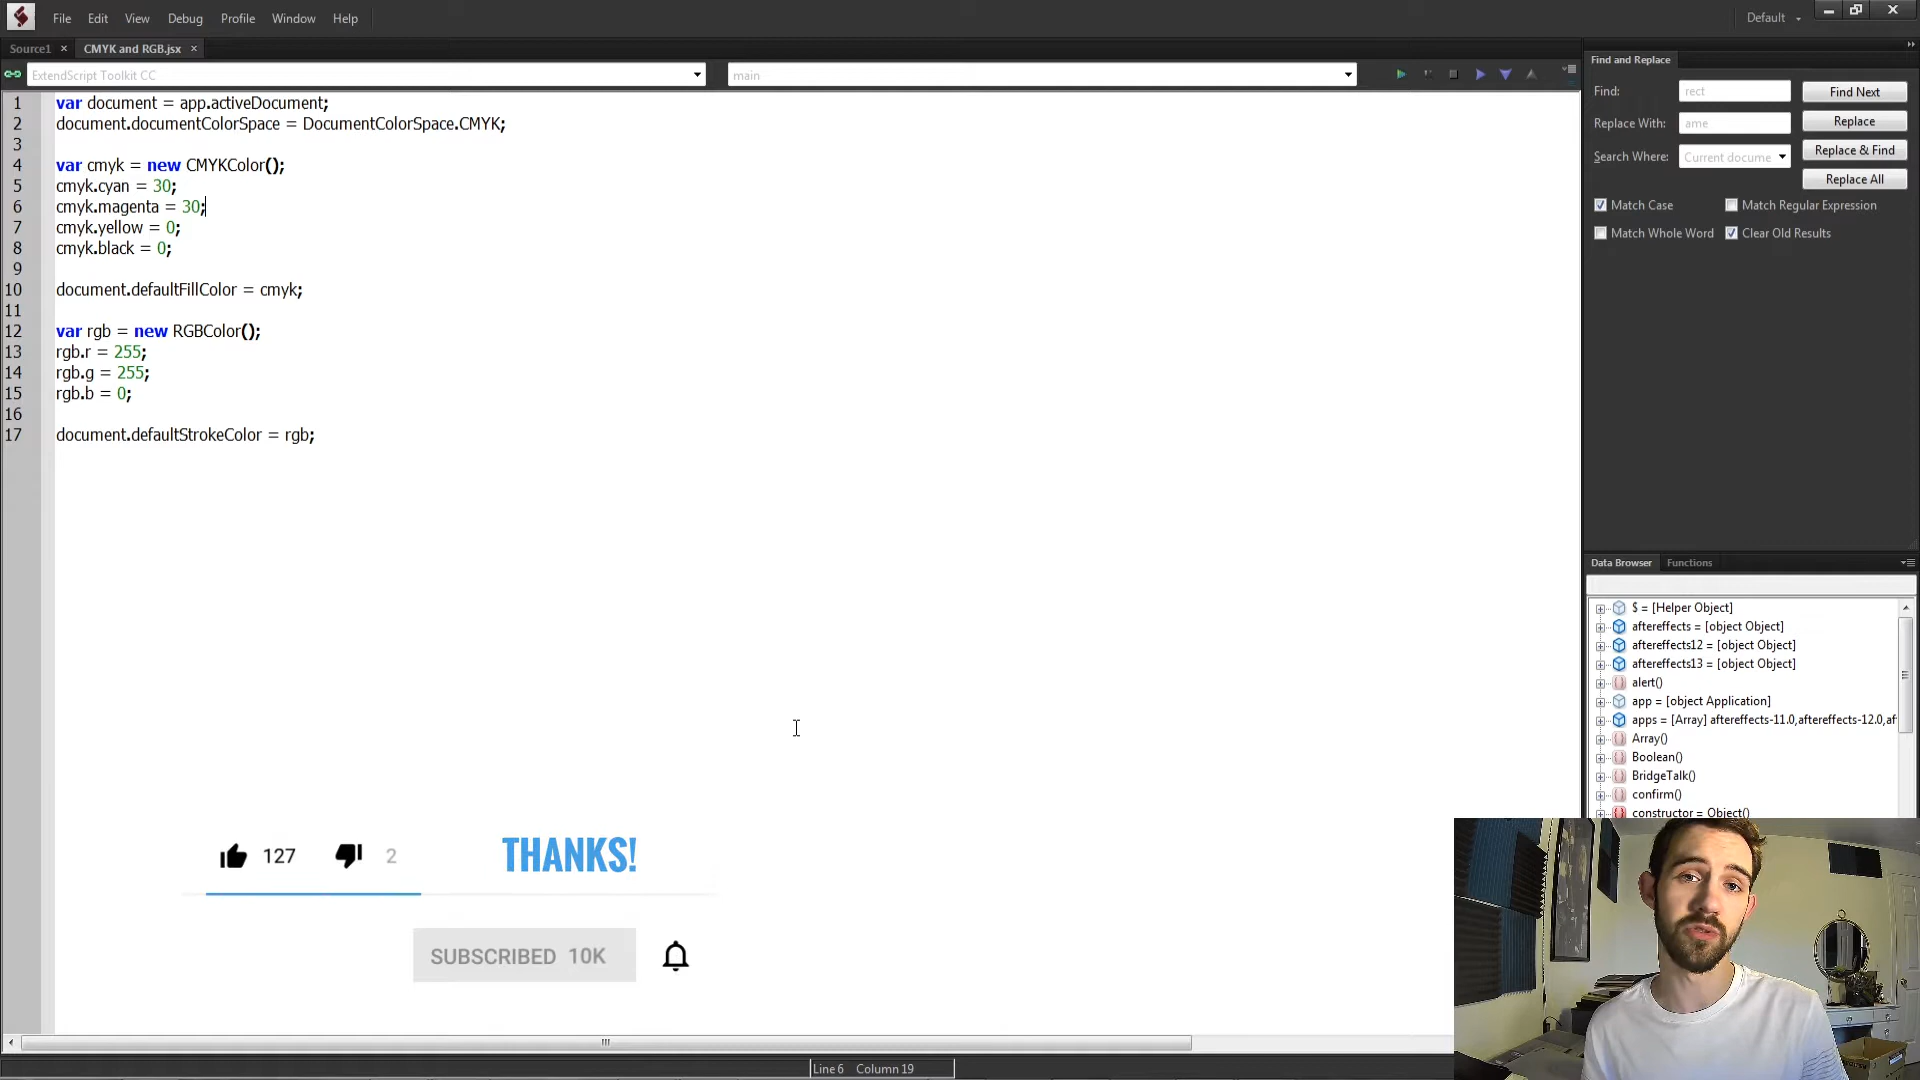 File Edit View Debug Profile Window Help Default
Source1 × CMYK and RGB.jsx ×
ExtendScript Toolkit CC main
1 var document = app.activeDocument;
2 document.documentColorSpace = DocumentColorSpace.CMYK;
3
4 var cmyk = new CMYKColor();
5 cmyk.cyan = 30;
6 cmyk.magenta = 30;
7 cmyk.yellow = 0;
8 cmyk.black = 0;
9
10 document.defaultFillColor = cmyk;
11
12 var rgb = new RGBColor();
13 rgb.r = 255;
14 rgb.g = 255;
15 rgb.b = 0;
16
17 document.defaultStrokeColor = rgb;
Find and Replace
Find: rect Find Next
Replace With: ame Replace
Search Where: Current docume Replace & Find
Replace All
Match Case Match Regular Expression
Match Whole Word Clear Old Results
Data Browser Functions
$ = [Helper Object]
aftereffects = [object Object]
aftereffects12 = [object Object]
aftereffects13 = [object Object]
alert()
app = [object Application]
apps = [Array] aftereffects-11.0,aftereffects-12.0,af
Array()
Boolean()
BridgeTalk()
confirm()
constructor = Object()
127 2 THANKS!
SUBSCRIBED 10K
Line 6 Column 19